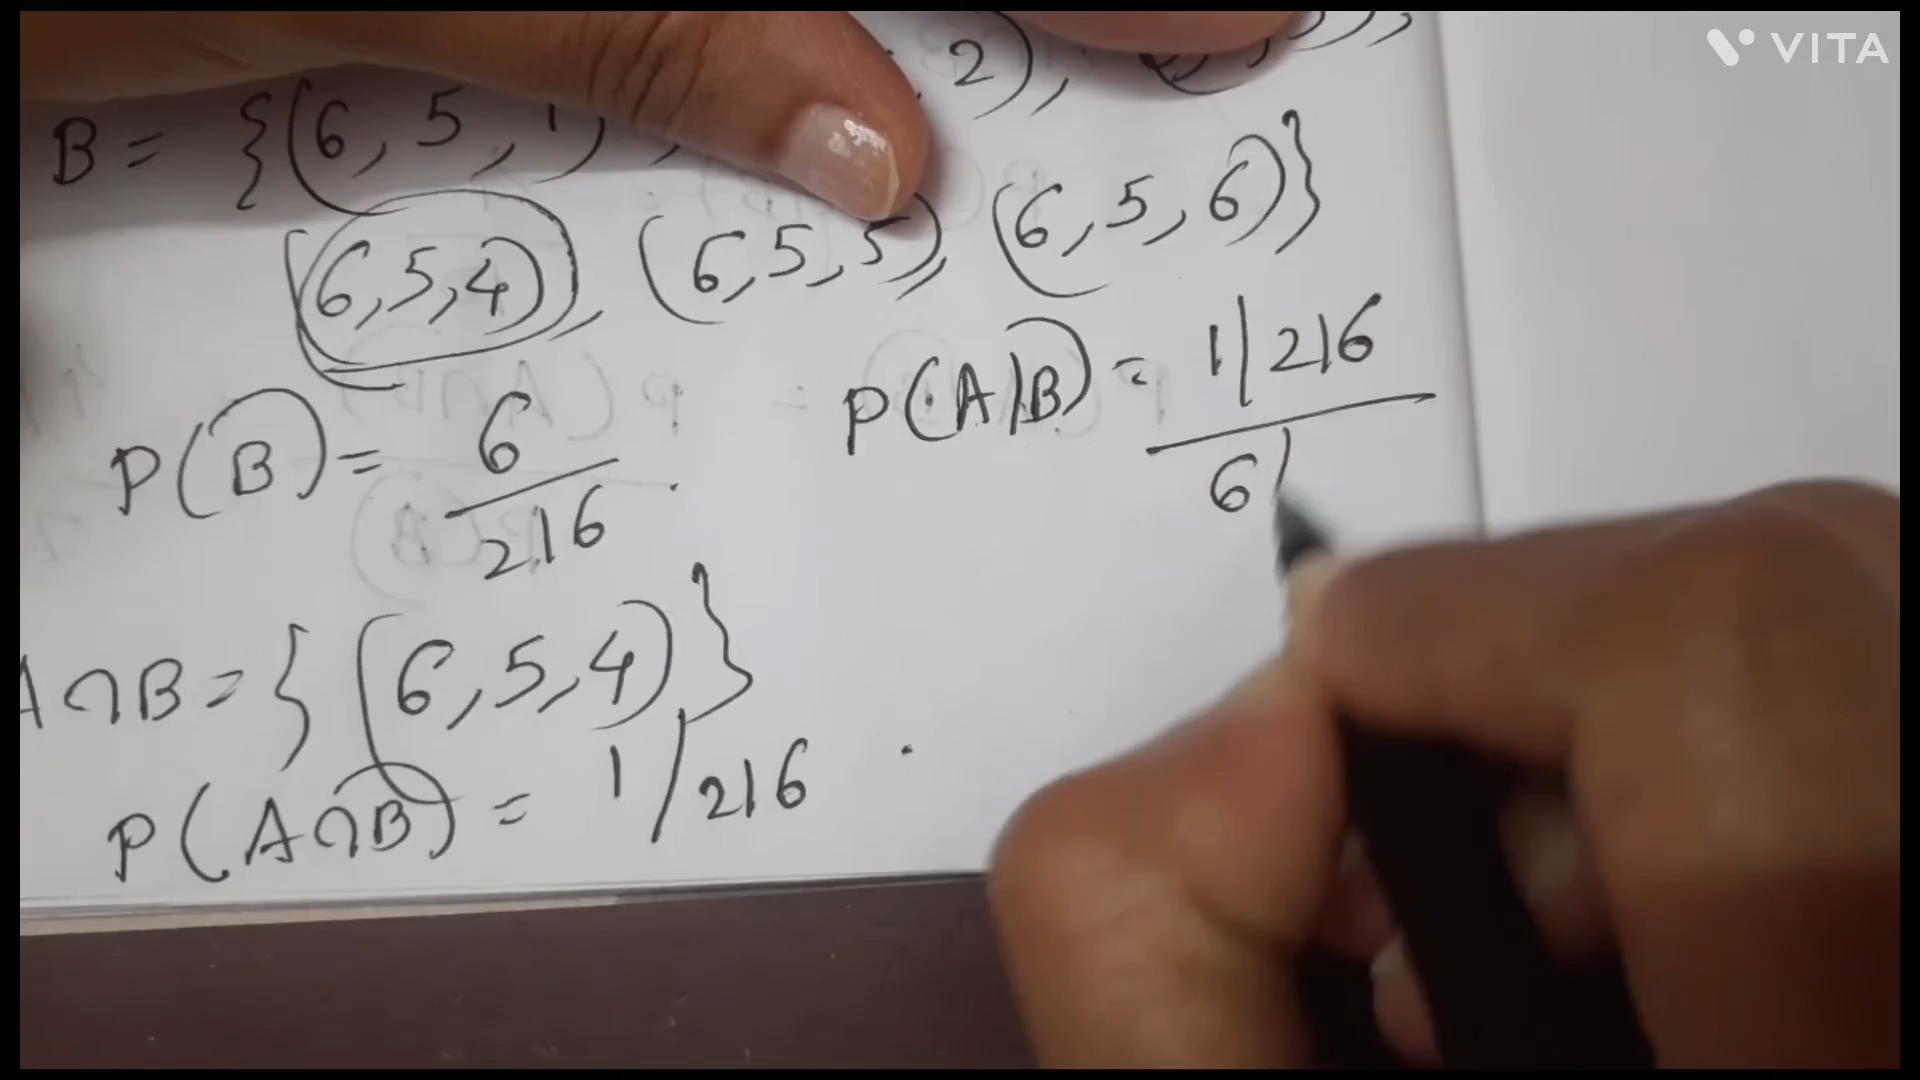 VITA
B = {(6, 5, 1), , 2),
(6,5,4), (6,5,5), (6,5,6)}
P(B) = 6/216. P(A|B) = 1/216
6/
A∩B = { (6,5,4) }
P(A∩B) = 1/216 .